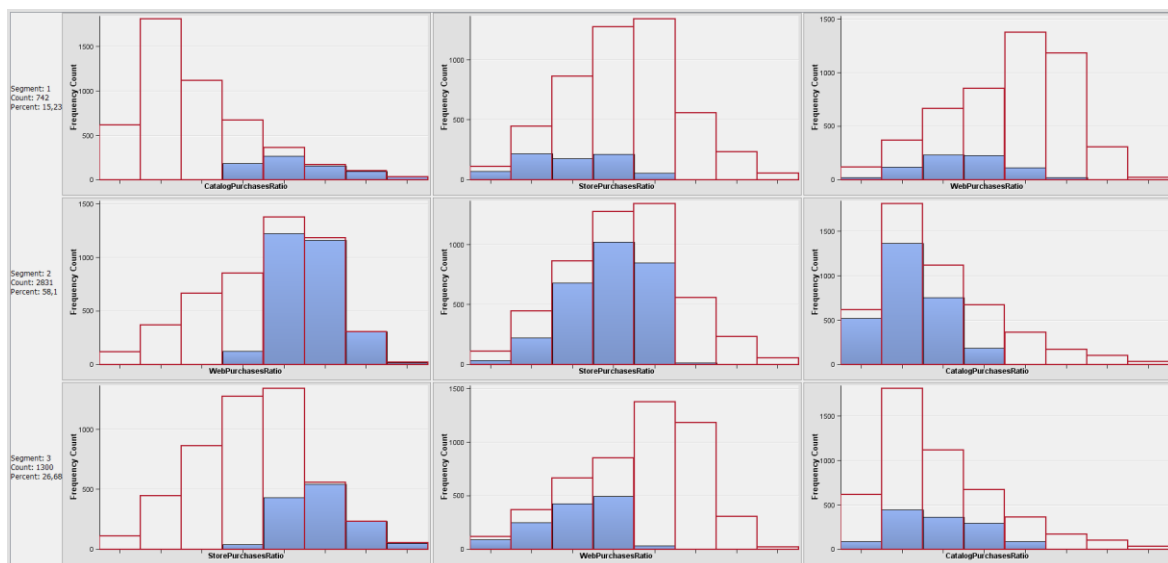 Segment: 1
Count: 742
Percent: 15,23
Frequency Count
1500
1000
500
0
CatalogPurchasesRatio
Frequency Count
1000
500
0
StorePurchasesRatio
Frequency Count
1500
1000
500
0
WebPurchasesRatio
Segment: 2
Count: 2831
Percent: 58,1
Frequency Count
1500
1000
500
0
WebPurchasesRatio
Frequency Count
1000
500
0
StorePurchasesRatio
Frequency Count
1500
1000
500
0
CatalogPurchasesRatio
Segment: 3
Count: 1300
Percent: 26,68
Frequency Count
1000
500
0
StorePurchasesRatio
Frequency Count
1500
1000
500
0
WebPurchasesRatio
Frequency Count
1500
1000
500
0
CatalogPurchasesRatio